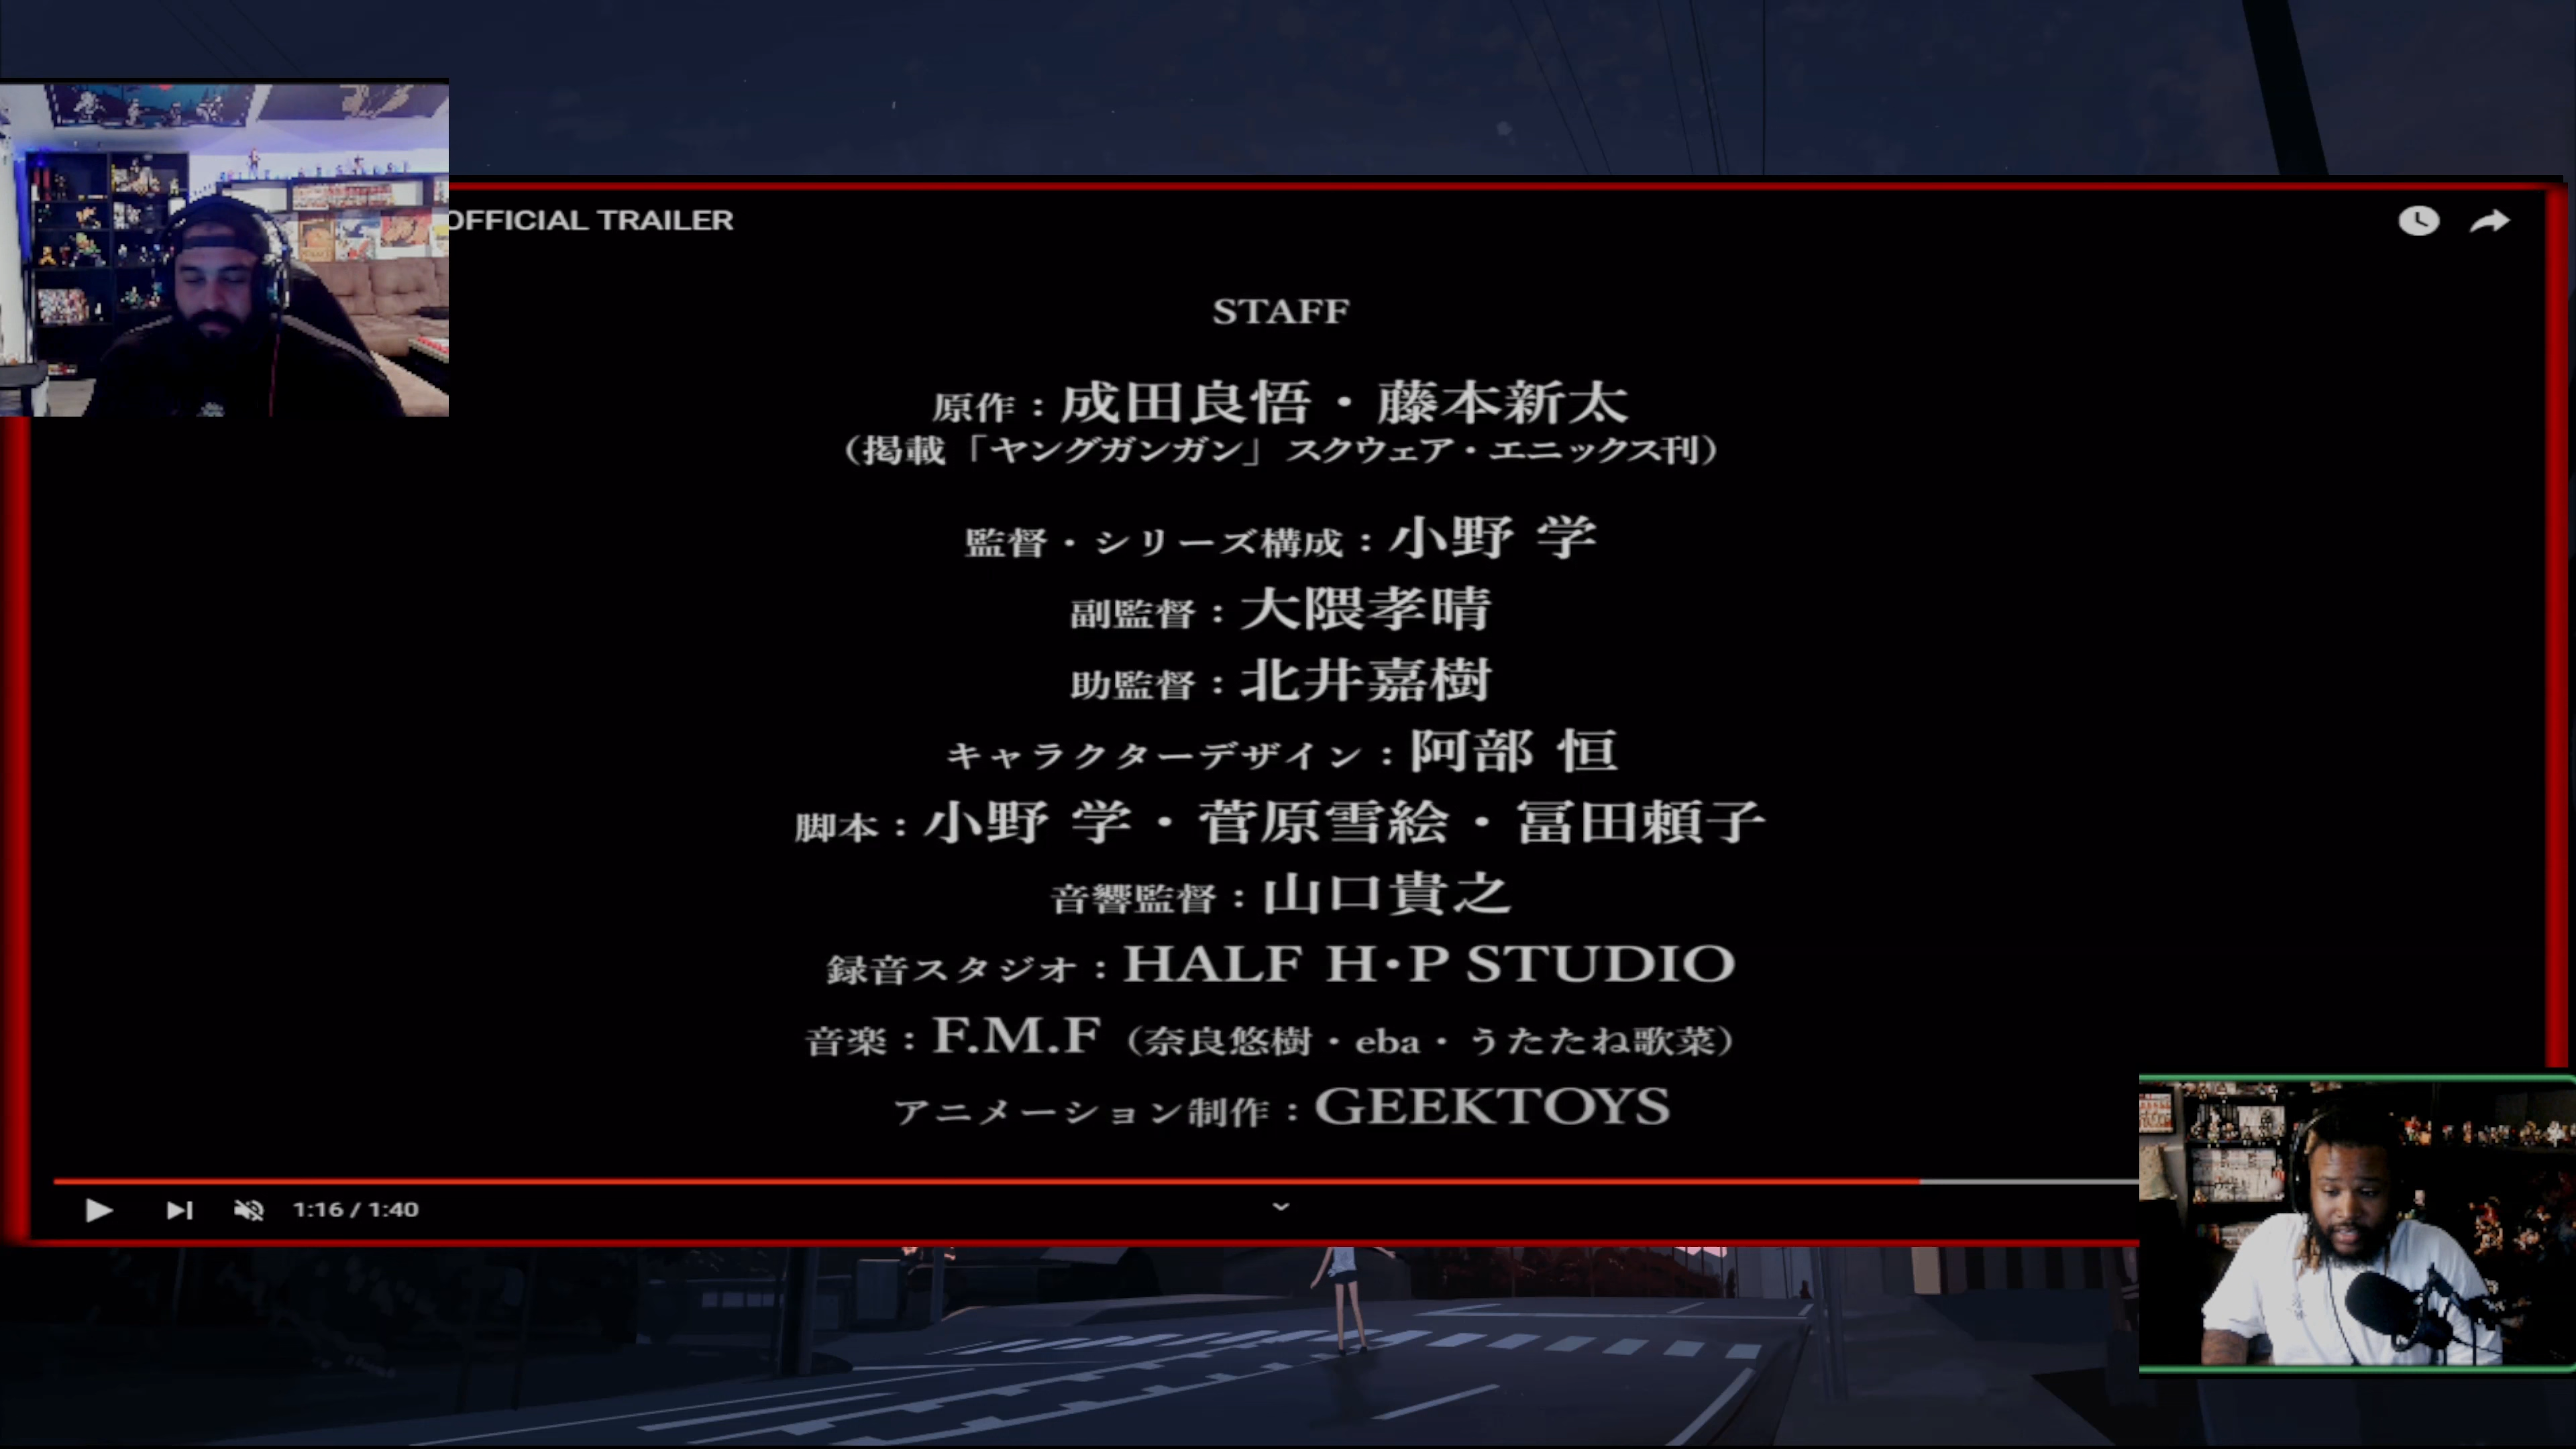 OFFICIAL TRAILER
STAFF
原作：成田良悟・藤本新太
（掲載「ヤングガンガン」スクウェア・エニックス刊）
監督・シリーズ構成：小野 学
副監督：大隈孝晴
助監督：北井嘉樹
キャラクターデザイン：阿部 恒
脚本：小野 学・菅原雪絵・冨田頼子
音響監督：山口貴之
録音スタジオ：HALF H・P STUDIO
音楽：F.M.F（奈良悠樹・eba・うたたね歌菜）
アニメーション制作：GEEKTOYS
1:16 / 1:40